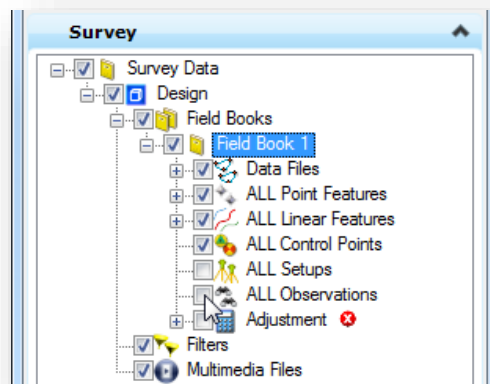 Survey
Survey Data
Design
Field Books
Field Book 1
Data Files
ALL Point Features
ALL Linear Features
ALL Control Points
ALL Setups
ALL Observations
Adjustment
Filters
Multimedia Files